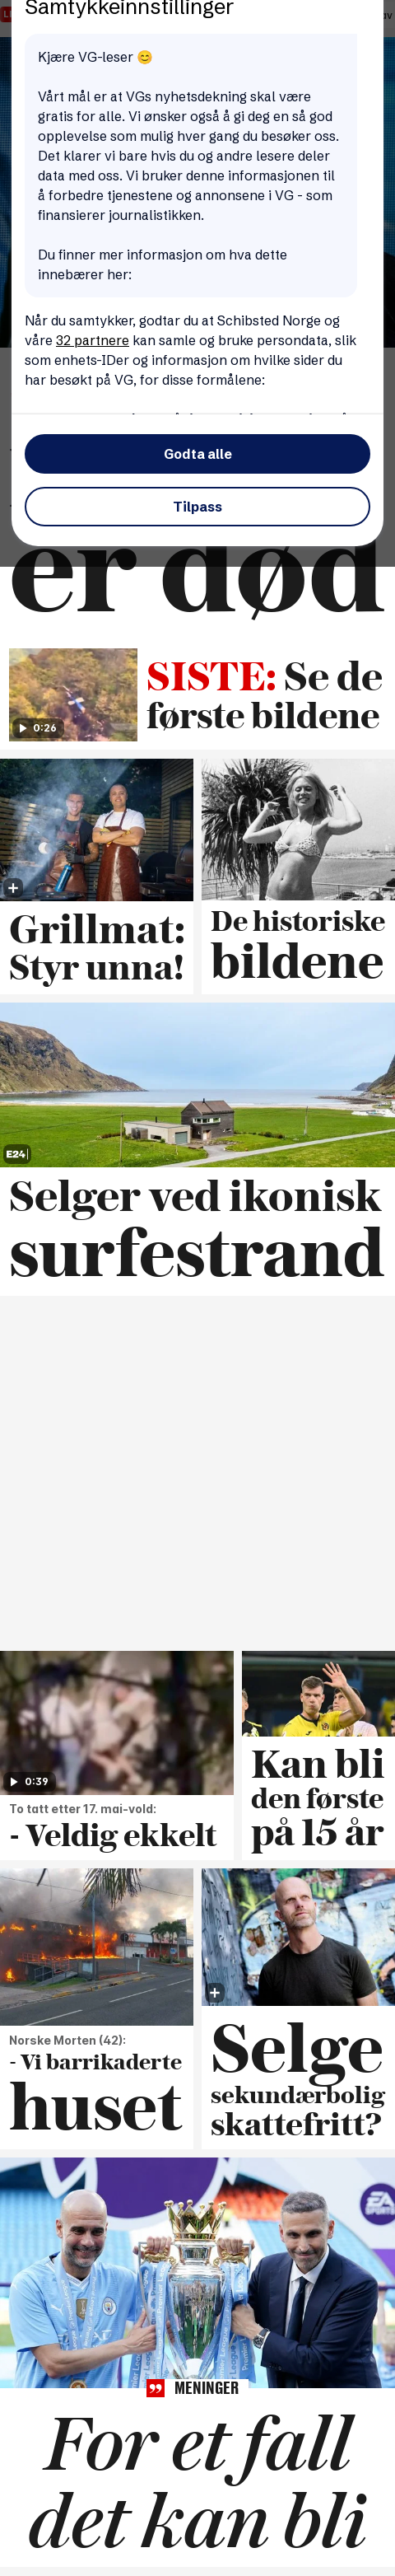 Samtykkeinnstillinger
Kjære VG-leser 😊
Vårt mål er at VGs nyhetsdekning skal være
gratis for alle. Vi ønsker også å gi deg en så god
opplevelse som mulig hver gang du besøker oss.
Det klarer vi bare hvis du og andre lesere deler
data med oss. Vi bruker denne informasjonen til
å forbedre tjenestene og annonsene i VG - som
finansierer journalistikken.
Du finner mer informasjon om hva dette
innebærer her:
Når du samtykker, godtar du at Schibsted Norge og
våre 32 partnere kan samle og bruke persondata, slik
som enhets-IDer og informasjon om hvilke sider du
har besøkt på VG, for disse formålene:
Godta alle
Tilpass
er død
0:26
SISTE: Se de
første bildene
Grillmat:
Styr unna!
De historiske
bildene
E24
Selger ved ikonisk
surfestrand
0:39
To tatt etter 17. mai-vold:
- Veldig ekkelt
Kan bli
den første
på 15 år
Norske Morten (42):
- Vi barrikaderte
huset
Selge
sekundærbolig
skattefritt?
EA
SPORTS
MENINGER
For et fall
det kan bli